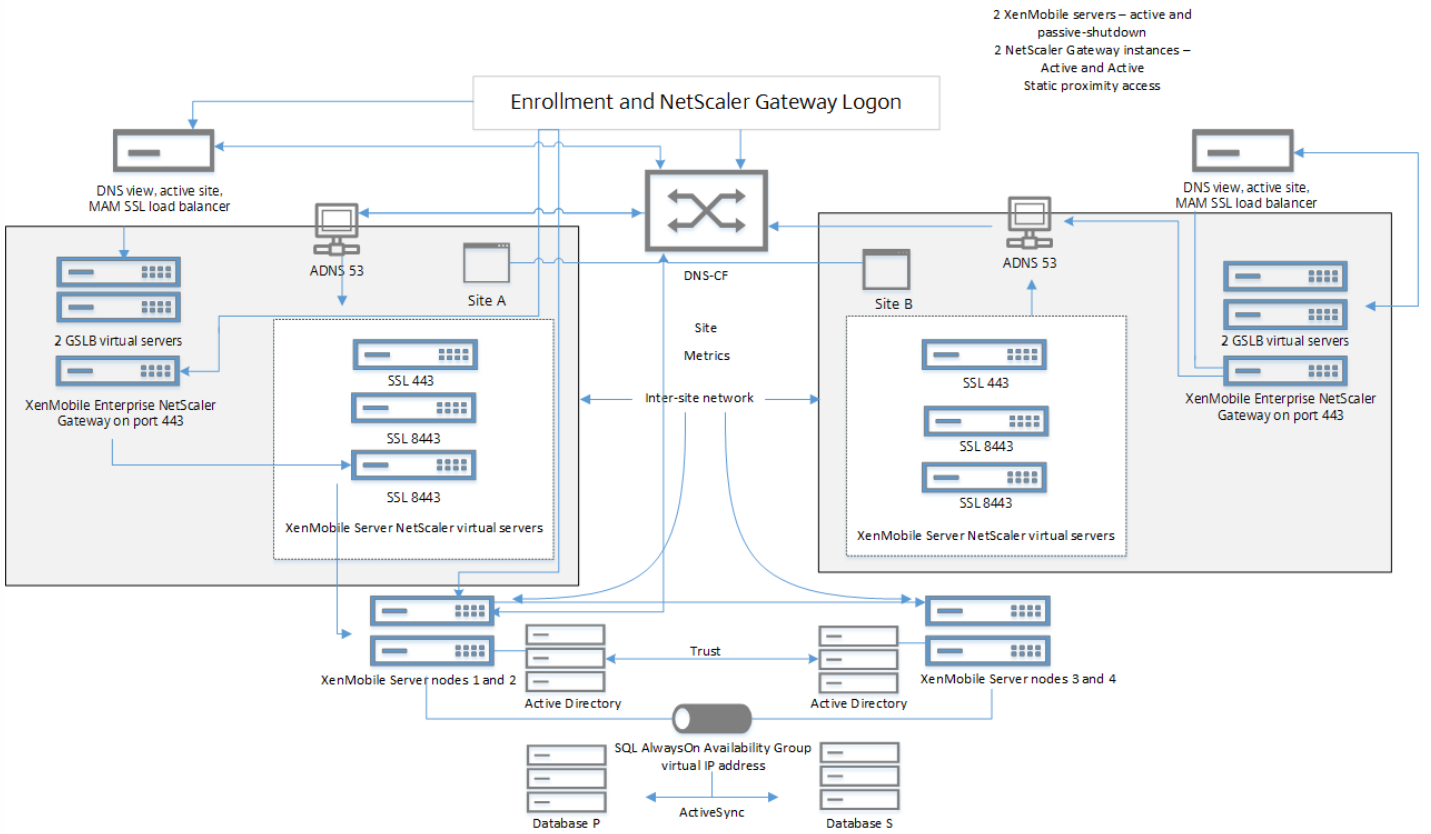 2 XenMobile servers – active and
passive-shutdown
2 NetScaler Gateway instances –
Active and Active
Static proximity access
Enrollment and NetScaler Gateway Logon
DNS view, active site,
MAM SSL load balancer
DNS view, active site,
MAM SSL load balancer
ADNS 53
DNS-CF
ADNS 53
Site A
Site B
2 GSLB virtual servers
Site
Metrics
2 GSLB virtual servers
SSL 443
SSL 443
XenMobile Enterprise NetScaler
Gateway on port 443
Inter-site network
XenMobile Enterprise NetScaler
Gateway on port 443
SSL 8443
SSL 8443
SSL 8443
SSL 8443
XenMobile Server NetScaler virtual servers
XenMobile Server NetScaler virtual servers
Trust
XenMobile Server nodes 1 and 2
XenMobile Server nodes 3 and 4
Active Directory
Active Directory
SQL AlwaysOn Availability Group
virtual IP address
ActiveSync
Database P
Database S